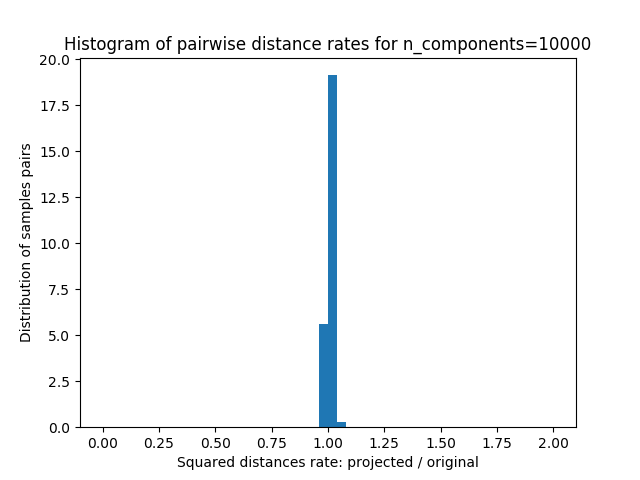 Histogram of pairwise distance rates for n_components=10000
20.0
17.5
15.0
12.5
10.0
7.5
5.0
2.5
0.0
Distribution of samples pairs
0.00 0.25 0.50 0.75 1.00 1.25 1.50 1.75 2.00
Squared distances rate: projected / original